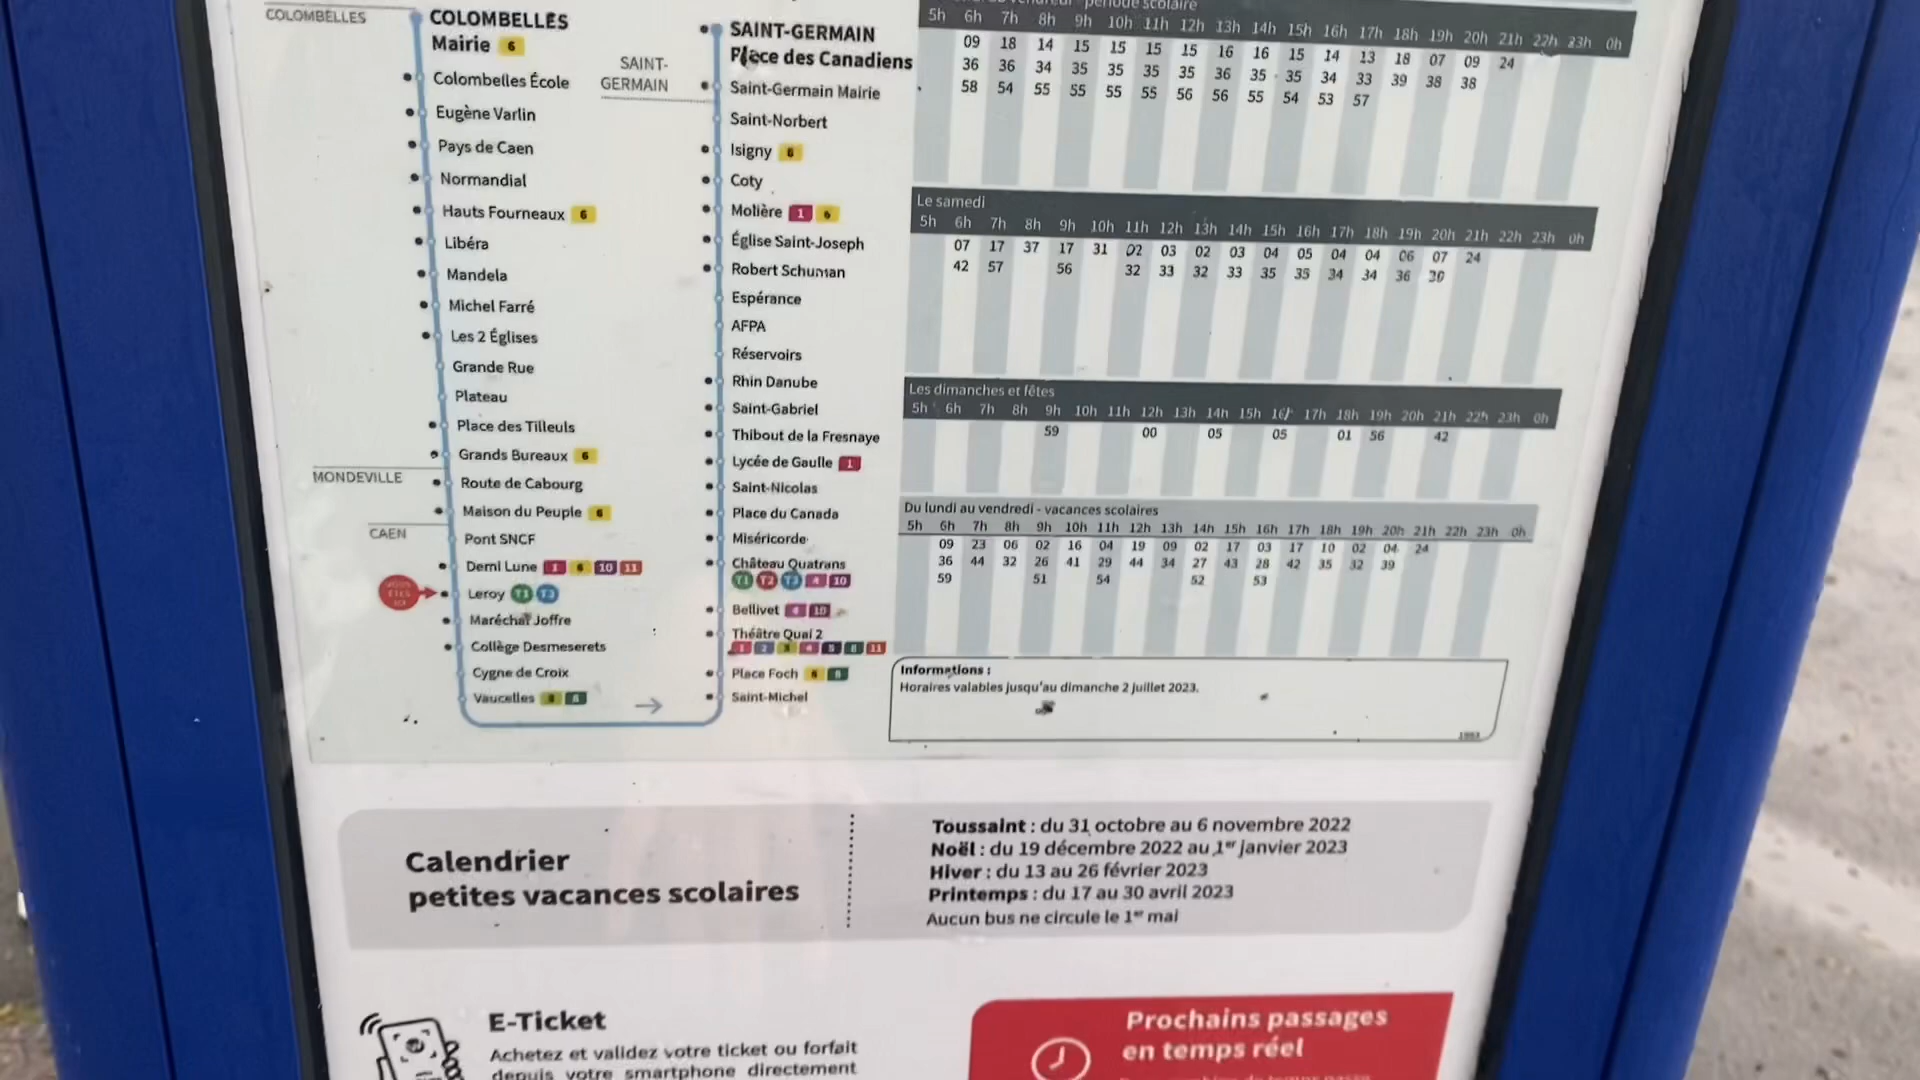 COLOMBELLES
COLOMBELLES
Mairie 6
Colombelles École
Eugène Varlin
Pays de Caen
Normandial
Hauts Fourneaux 6
Libéra
Mandela
Michel Farré
Les 2 Églises
Grande Rue
Plateau
Place des Tilleuls
Grands Bureaux 6
MONDEVILLE
Route de Cabourg
Maison du Peuple 6
CAEN
Pont SNCF
Demi Lune 1 6 10 11
VOUS ÊTES ICI
Leroy T1 T3
Maréchal Joffre
Collège Desmeserets
Cygne de Croix
Vaucelles
SAINT-GERMAIN
Place des Canadiens
SAINT-
GERMAIN
Saint-Germain Mairie
Saint-Norbert
Isigny 6
Coty
Molière 1 6
Église Saint-Joseph
Robert Schuman
Espérance
AFPA
Réservoirs
Rhin Danube
Saint-Gabriel
Thibout de la Fresnaye
Lycée de Gaulle 1
Saint-Nicolas
Place du Canada
Miséricorde
Château Quatrans
T1 T2 T3 4 10
Bellivet 4 10
Théâtre Quai 2
1 2 3 4 5 8 11
Place Foch 6 8
Saint-Michel
période scolaire
5h 6h 7h 8h 9h 10h 11h 12h 13h 14h 15h 16h 17h 18h 19h 20h 21h 22h 23h 0h
09 18 14 15 15 15 15 16 16 15 14 13 18 07 09 24
36 36 34 35 35 35 35 36 35 35 34 33 39 38 38
58 54 55 55 55 55 56 56 55 54 53 57
Le samedi
5h 6h 7h 8h 9h 10h 11h 12h 13h 14h 15h 16h 17h 18h 19h 20h 21h 22h 23h 0h
07 17 37 17 31 02 03 02 03 04 05 04 04 06 07 24
42 57 56 32 33 32 33 35 35 34 34 36 39
Les dimanches et fêtes
5h 6h 7h 8h 9h 10h 11h 12h 13h 14h 15h 16h 17h 18h 19h 20h 21h 22h 23h 0h
59 00 05 05 01 56 42
Du lundi au vendredi - vacances scolaires
5h 6h 7h 8h 9h 10h 11h 12h 13h 14h 15h 16h 17h 18h 19h 20h 21h 22h 23h 0h
09 23 06 02 16 04 19 09 02 17 03 17 10 02 04 24
36 44 32 26 41 29 44 34 27 43 28 42 35 32 39
59 51 54 52 53
Informations :
Horaires valables jusqu'au dimanche 2 juillet 2023.
Calendrier
petites vacances scolaires
Toussaint : du 31 octobre au 6 novembre 2022
Noël : du 19 décembre 2022 au 1er janvier 2023
Hiver : du 13 au 26 février 2023
Printemps : du 17 au 30 avril 2023
Aucun bus ne circule le 1er mai
E-Ticket
Achetez et validez votre ticket ou forfait
depuis votre smartphone directement
Prochains passages
en temps réel